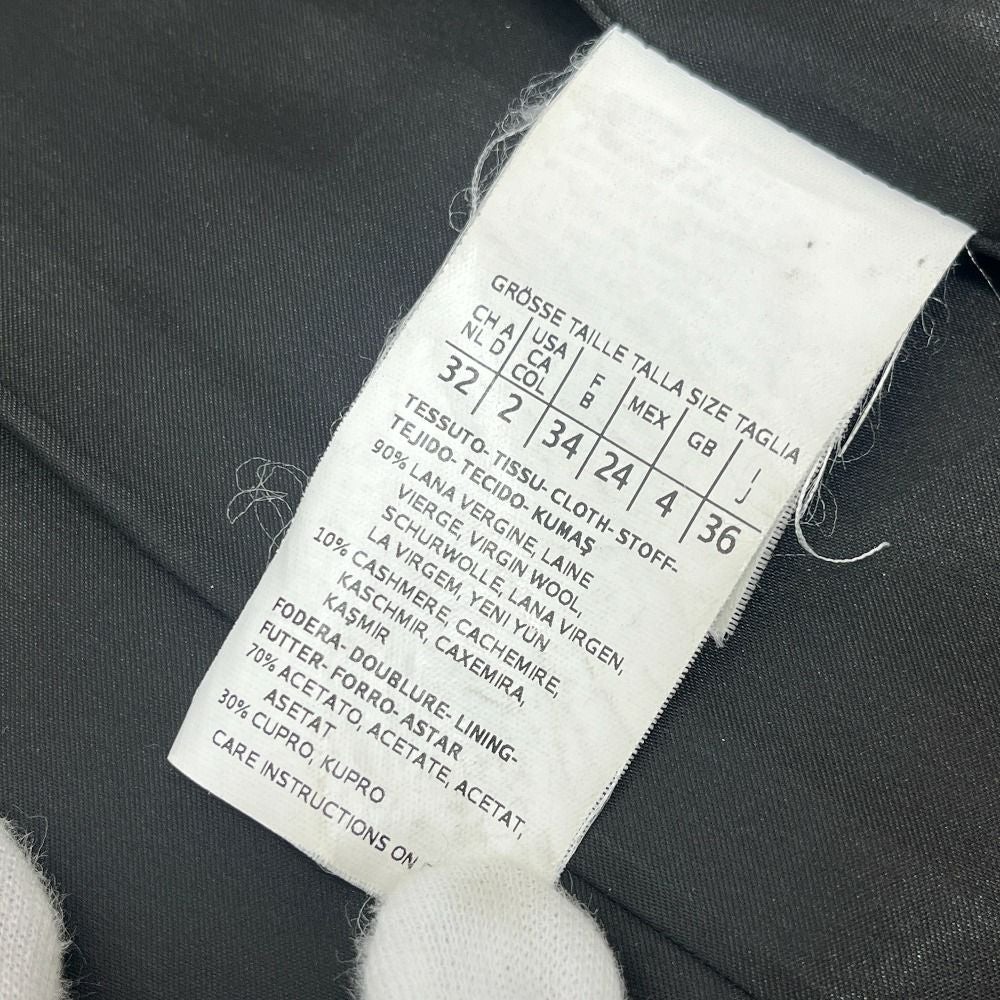 GRÖSSE TAILLE TALLA SIZE TAGLIA
CH A USA F MEX GB I
NL D CA B J
COL
32 2 34 24 4 36
TESSUTO- TISSU- CLOTH- STOFF-
TEJIDO- TECIDO- KUMAŞ
90% LANA VERGINE, LAINE
VIERGE, VIRGIN WOOL,
SCHURWOLLE, LANA VIRGEN,
LA VIRGEM, YENI YÜN
10% CASHMERE, CACHEMIRE,
KASCHMIR, CAXEMIRA,
KAŞMIR
FODERA- DOUBLURE- LINING-
FUTTER- FORRO- ASTAR
70% ACETATO, ACETATE, ACETAT,
ASETAT
30% CUPRO, KUPRO
CARE INSTRUCTIONS ON